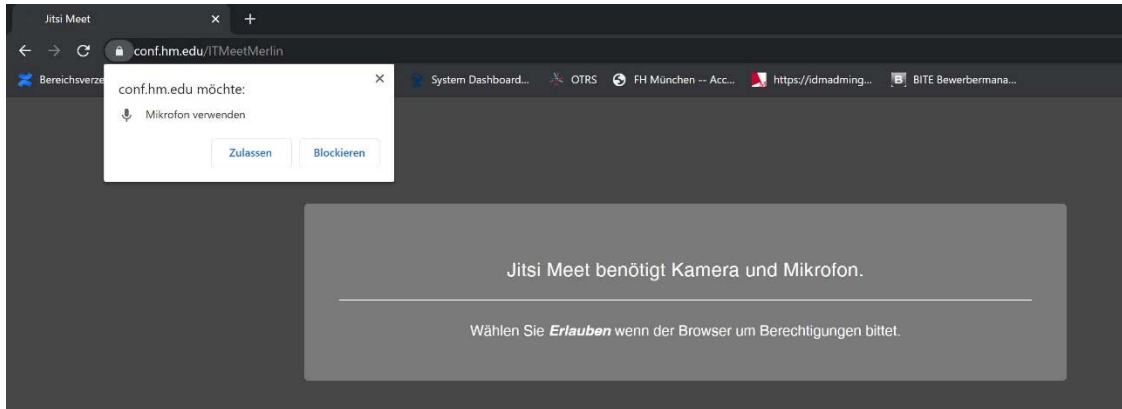 Jitsi Meet
conf.hm.edu/ITMeetMerlin
Bereichsverze
System Dashboard... OTRS FH München -- Acc... https://idmadming... B BITE Bewerbermana...
conf.hm.edu möchte:
Mikrofon verwenden
Zulassen Blockieren
Jitsi Meet benötigt Kamera und Mikrofon.
Wählen Sie Erlauben wenn der Browser um Berechtigungen bittet.